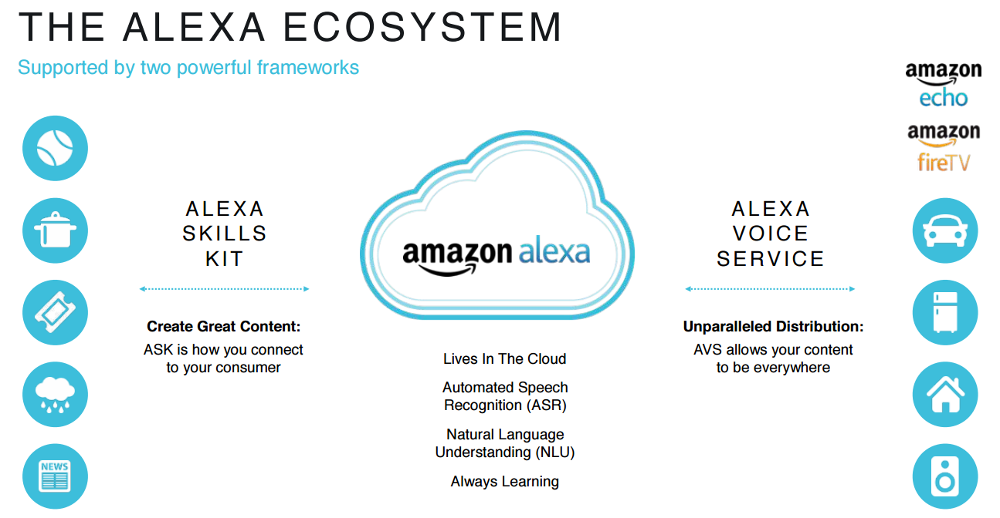 THE ALEXA ECOSYSTEM
Supported by two powerful frameworks
amazon
echo
amazon
fireTV
ALEXA
SKILLS
KIT
Create Great Content:
ASK is how you connect
to your consumer
amazon alexa
Lives In The Cloud
Automated Speech
Recognition (ASR)
Natural Language
Understanding (NLU)
Always Learning
ALEXA
VOICE
SERVICE
Unparalleled Distribution:
AVS allows your content
to be everywhere
NEWS